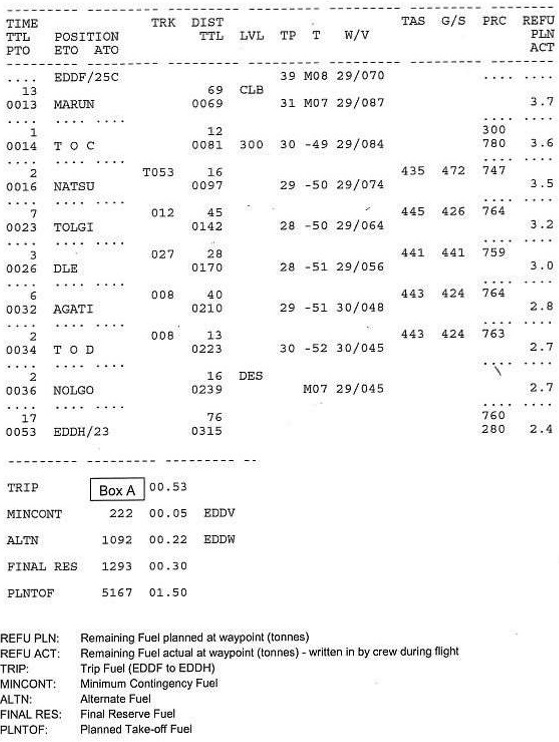 TIME TRK DIST TAS G/S PRC REFU
TTL POSITION TTL LVL TP T W/V PLN
PTO ETO ATO ACT
.... EDDF/25C 39 M08 29/070 .... ....
13 69 CLB
0013 MARUN 0069 31 M07 29/087 3.7
.... .... .... .... ....
1 12 300
0014 T O C 0081 300 30 -49 29/084 780 3.6
.... .... .... .... ....
2 T053 16 435 472 747
0016 NATSU 0097 29 -50 29/074 3.5
.... .... .... .... ....
7 012 45 445 426 764
0023 TOLGI 0142 28 -50 29/064 3.2
.... .... .... .... ....
3 027 28 441 441 759
0026 DLE 0170 28 -51 29/056 3.0
.... .... .... .... ....
6 008 40 443 424 764
0032 AGATI 0210 29 -51 30/048 2.8
.... .... .... .... ....
2 008 13 443 424 763
0034 T O D 0223 30 -52 30/045 2.7
.... .... .... .... ....
2 16 DES
0036 NOLGO 0239 M07 29/045 2.7
.... .... .... .... ....
17 76 760
0053 EDDH/23 0315 280 2.4
TRIP Box A 00.53
MINCONT 222 00.05 EDDV
ALTN 1092 00.22 EDDW
FINAL RES 1293 00.30
PLNTOF 5167 01.50
REFU PLN: Remaining Fuel planned at waypoint (tonnes)
REFU ACT: Remaining Fuel actual at waypoint (tonnes) - written in by crew during flight
TRIP: Trip Fuel (EDDF to EDDH)
MINCONT: Minimum Contingency Fuel
ALTN: Alternate Fuel
FINAL RES: Final Reserve Fuel
PLNTOF: Planned Take-off Fuel